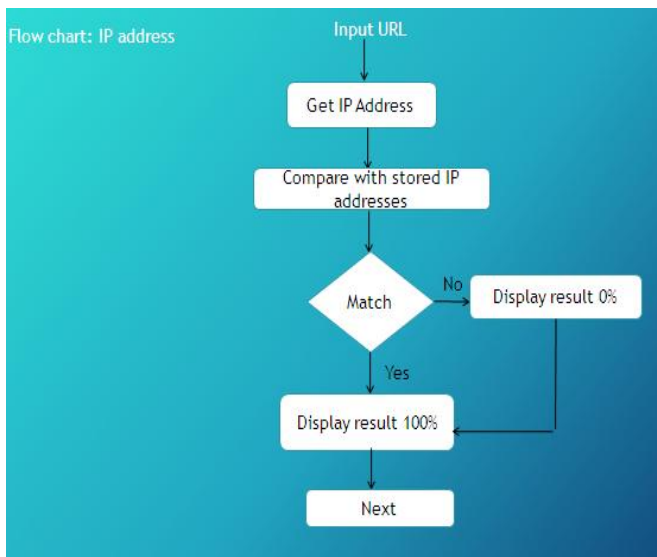 Flow chart: IP address
Input URL
Get IP Address
Compare with stored IP
addresses
Match
No
Display result 0%
Yes
Display result 100%
Next